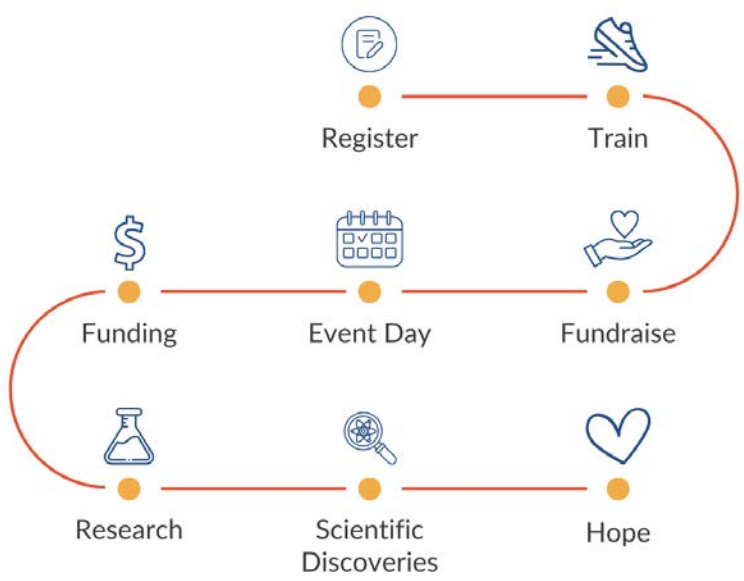 Register
Train
Funding
Event Day
Fundraise
Research
Scientific
Discoveries
Hope